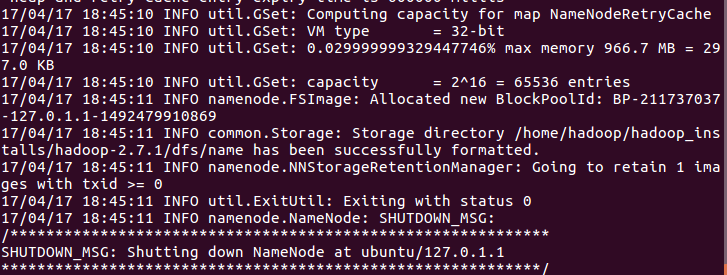 17/04/17 18:45:10 INFO util.GSet: Computing capacity for map NameNodeRetryCache
17/04/17 18:45:10 INFO util.GSet: VM type       = 32-bit
17/04/17 18:45:10 INFO util.GSet: 0.029999999329447746% max memory 966.7 MB = 29
7.0 KB
17/04/17 18:45:10 INFO util.GSet: capacity      = 2^16 = 65536 entries
17/04/17 18:45:11 INFO namenode.FSImage: Allocated new BlockPoolId: BP-211737037
-127.0.1.1-1492479910869
17/04/17 18:45:11 INFO common.Storage: Storage directory /home/hadoop/hadoop_ins
talls/hadoop-2.7.1/dfs/name has been successfully formatted.
17/04/17 18:45:11 INFO namenode.NNStorageRetentionManager: Going to retain 1 ima
ges with txid >= 0
17/04/17 18:45:11 INFO util.ExitUtil: Exiting with status 0
17/04/17 18:45:11 INFO namenode.NameNode: SHUTDOWN_MSG:
/************************************************************
SHUTDOWN_MSG: Shutting down NameNode at ubuntu/127.0.1.1
************************************************************/